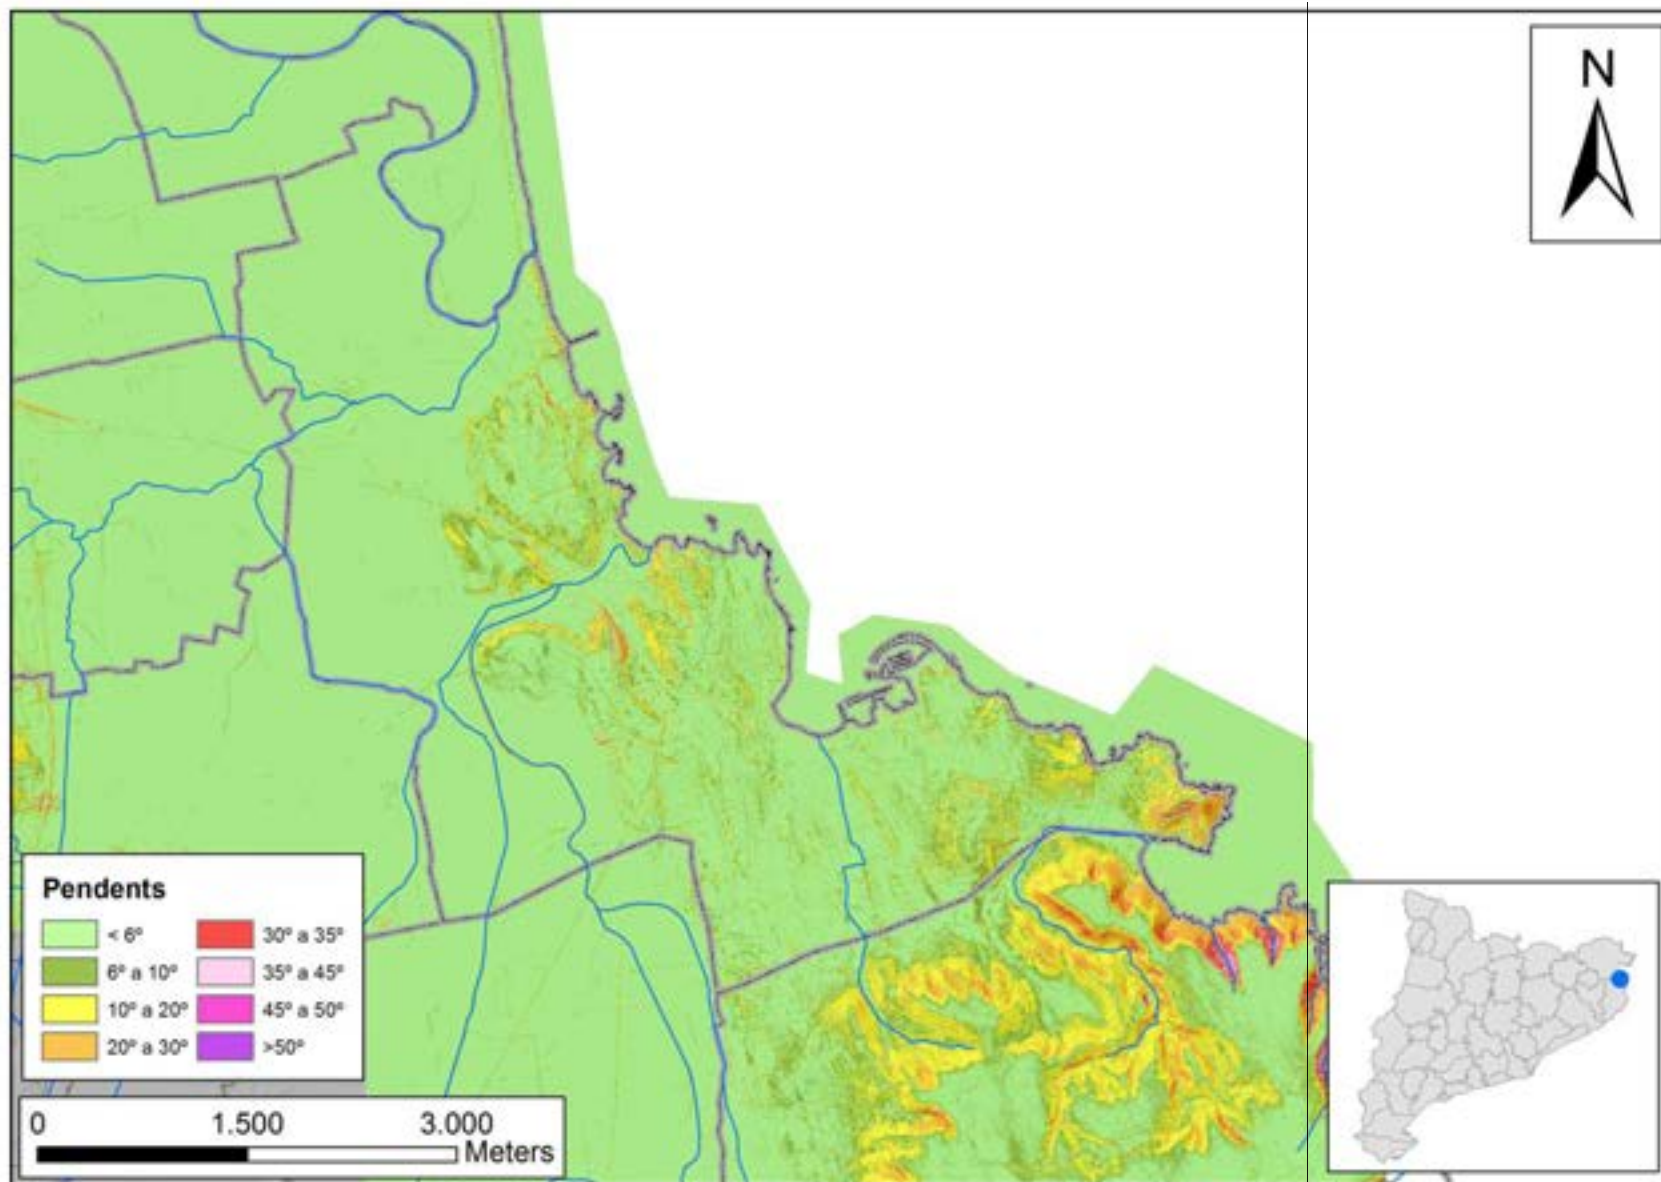 N
Pendents
< 6º
30º a 35º
6º a 10º
35º a 45º
10º a 20º
45º a 50º
20º a 30º
>50º
0 1.500 3.000
Meters